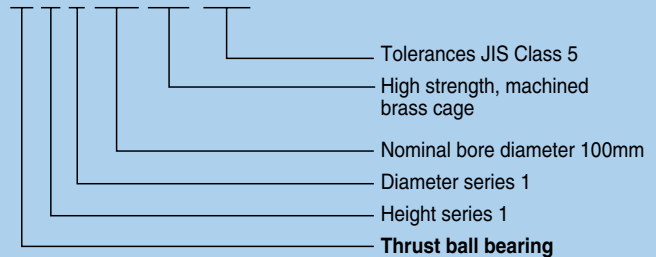 Tolerances JIS Class 5
High strength, machined
brass cage
Nominal bore diameter 100mm
Diameter series 1
Height series 1
Thrust ball bearing